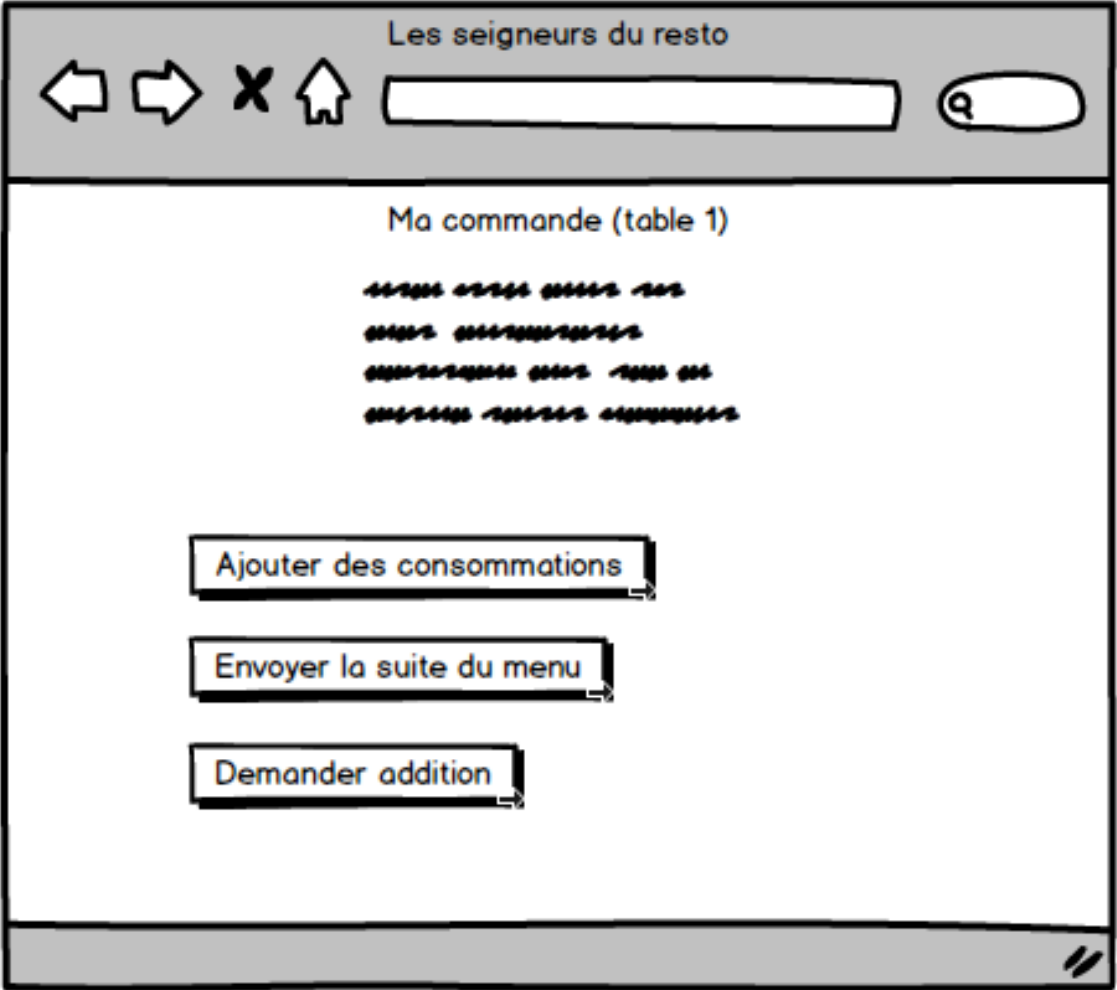 Les seigneurs du resto
Ma commande (table 1)
Ajouter des consommations
Envoyer la suite du menu
Demander addition